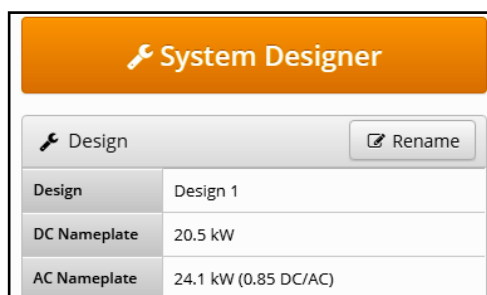 System Designer
Design Rename
Design Design 1
DC Nameplate 20.5 kW
AC Nameplate 24.1 kW (0.85 DC/AC)